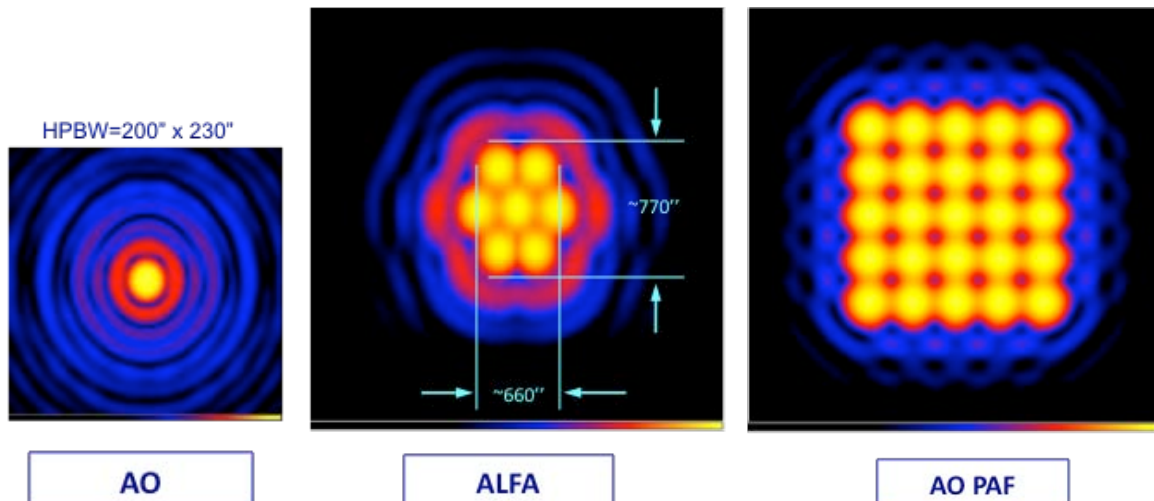 HPBW=200" x 230"
~770’’
~660’’
AO
ALFA
AO PAF